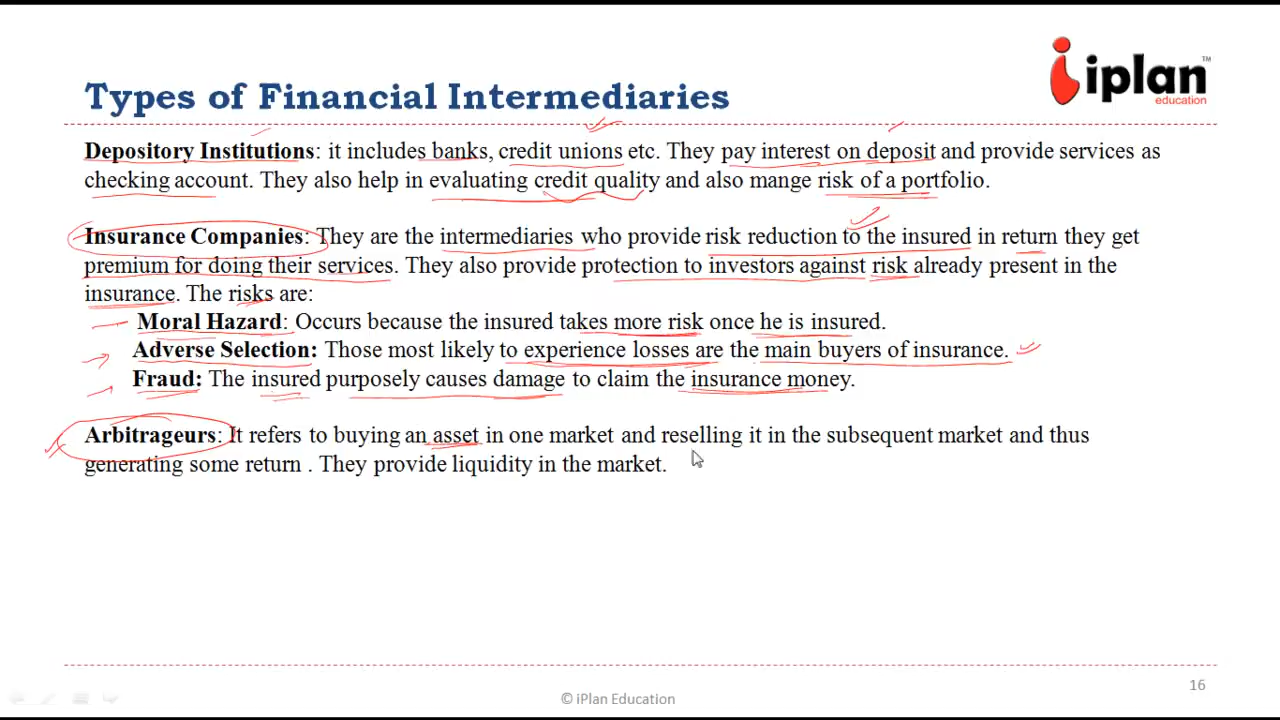 iplan™
education
Types of Financial Intermediaries
Depository Institutions: it includes banks, credit unions etc. They pay interest on deposit and provide services as
checking account. They also help in evaluating credit quality and also mange risk of a portfolio.
Insurance Companies: They are the intermediaries who provide risk reduction to the insured in return they get
premium for doing their services. They also provide protection to investors against risk already present in the
insurance. The risks are:
Moral Hazard: Occurs because the insured takes more risk once he is insured.
Adverse Selection: Those most likely to experience losses are the main buyers of insurance.
Fraud: The insured purposely causes damage to claim the insurance money.
Arbitrageurs: It refers to buying an asset in one market and reselling it in the subsequent market and thus
generating some return . They provide liquidity in the market.
© iPlan Education
16